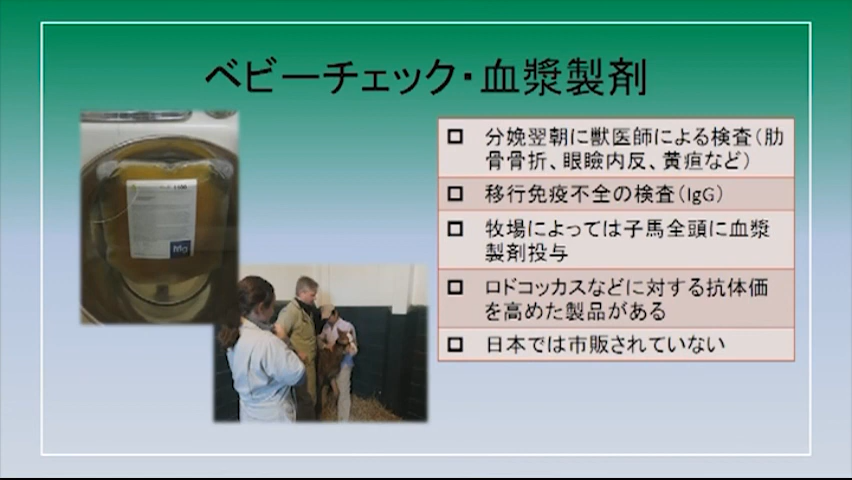 ベビーチェック・血漿製剤
□ 分娩翌朝に獣医師による検査（肋
骨骨折、眼瞼内反、黄疸など）
□ 移行免疫不全の検査（IgG）
□ 牧場によっては子馬全頭に血漿
製剤投与
□ ロドコッカスなどに対する抗体価
を高めた製品がある
□ 日本では市販されていない